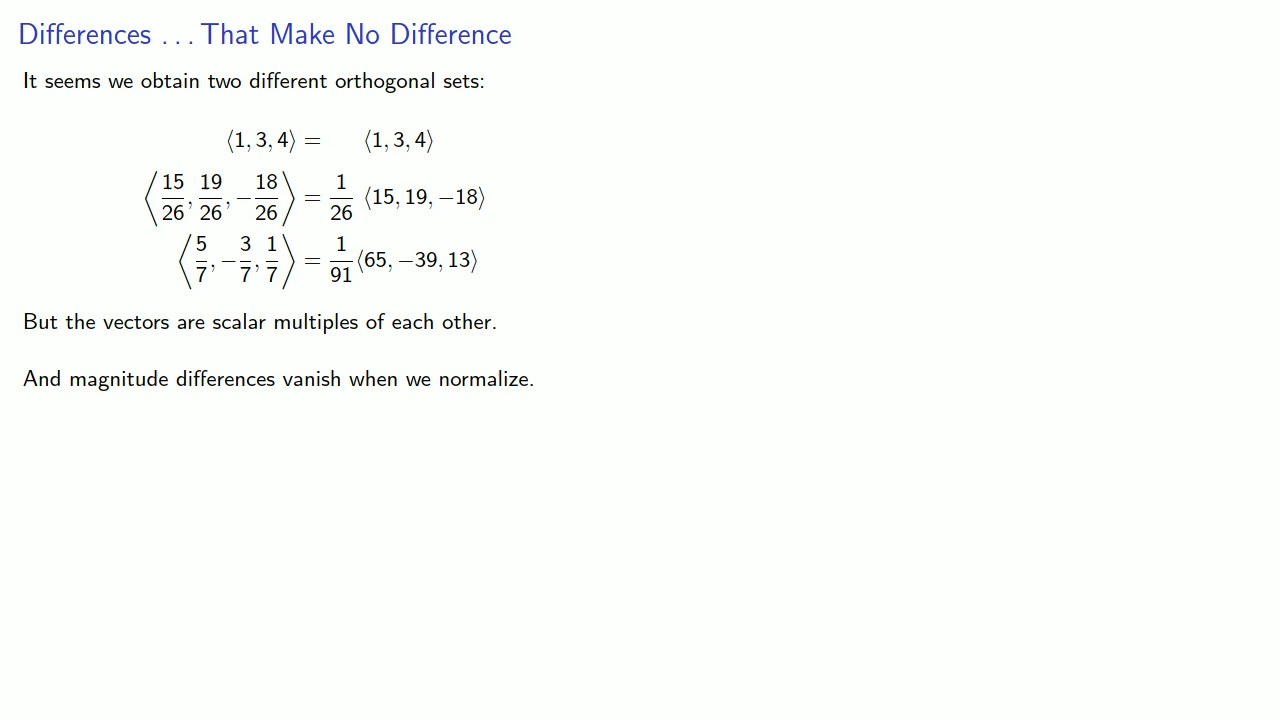 Differences . . . That Make No Difference
It seems we obtain two different orthogonal sets:
⟨1, 3, 4⟩ = ⟨1, 3, 4⟩
⟨15/26, 19/26, −18/26⟩ = 1/26 ⟨15, 19, −18⟩
⟨5/7, −3/7, 1/7⟩ = 1/91 ⟨65, −39, 13⟩
But the vectors are scalar multiples of each other.
And magnitude differences vanish when we normalize.